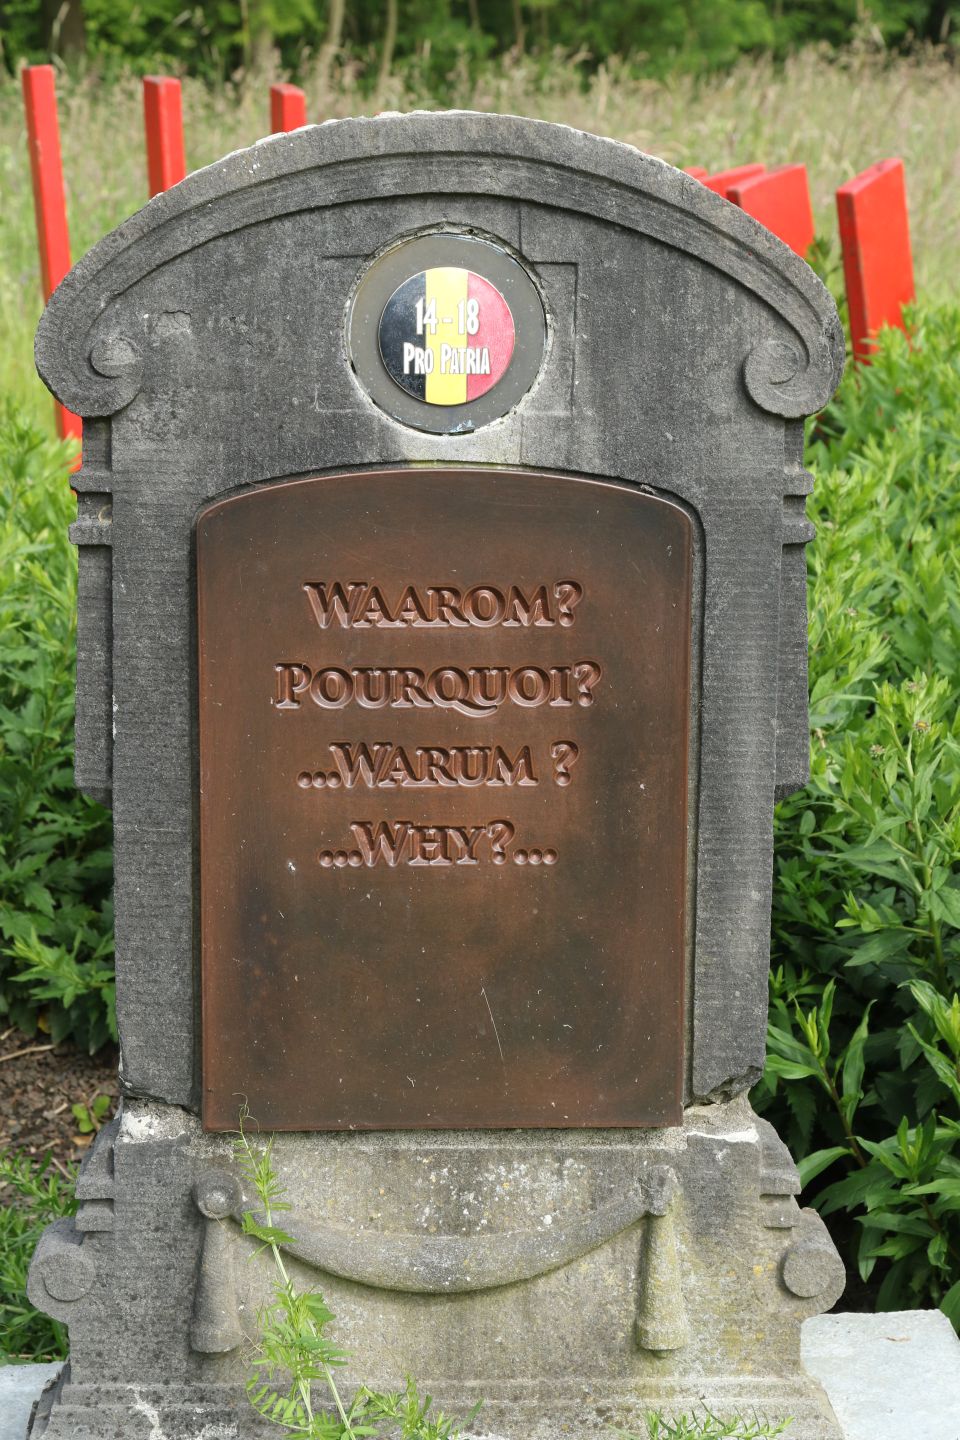 14-18
PRO PATRIA
WAAROM?
POURQUOI?
...WARUM ?
...WHY?...